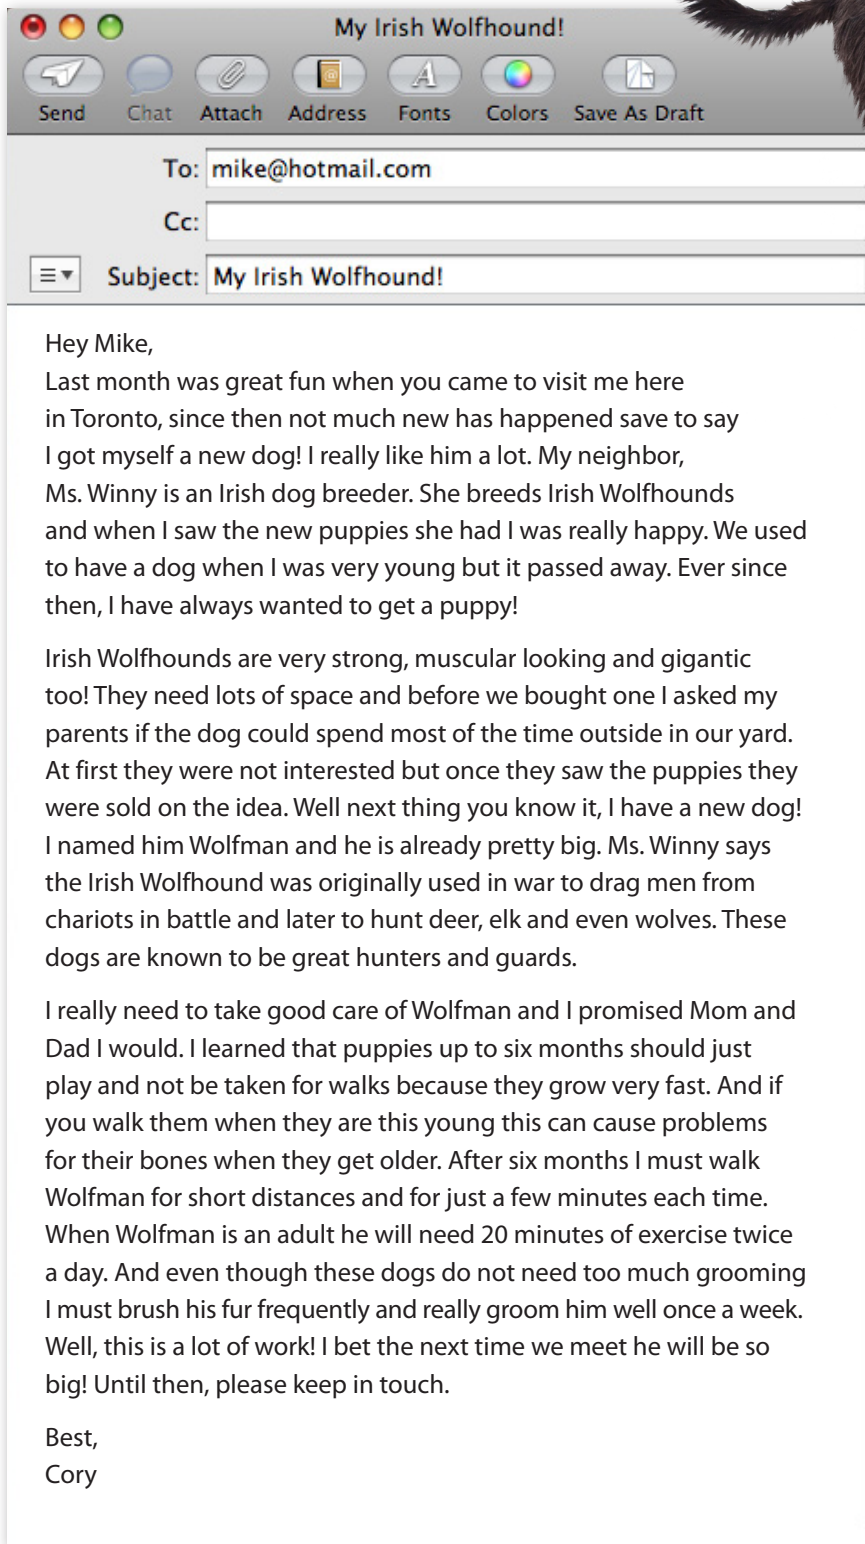 My Irish Wolfhound!
Send Chat Attach Address Fonts Colors Save As Draft
To: mike@hotmail.com
Cc:
Subject: My Irish Wolfhound!
Hey Mike,
Last month was great fun when you came to visit me here
in Toronto, since then not much new has happened save to say
I got myself a new dog! I really like him a lot. My neighbor,
Ms. Winny is an Irish dog breeder. She breeds Irish Wolfhounds
and when I saw the new puppies she had I was really happy. We used
to have a dog when I was very young but it passed away. Ever since
then, I have always wanted to get a puppy!
Irish Wolfhounds are very strong, muscular looking and gigantic
too! They need lots of space and before we bought one I asked my
parents if the dog could spend most of the time outside in our yard.
At first they were not interested but once they saw the puppies they
were sold on the idea. Well next thing you know it, I have a new dog!
I named him Wolfman and he is already pretty big. Ms. Winny says
the Irish Wolfhound was originally used in war to drag men from
chariots in battle and later to hunt deer, elk and even wolves. These
dogs are known to be great hunters and guards.
I really need to take good care of Wolfman and I promised Mom and
Dad I would. I learned that puppies up to six months should just
play and not be taken for walks because they grow very fast. And if
you walk them when they are this young this can cause problems
for their bones when they get older. After six months I must walk
Wolfman for short distances and for just a few minutes each time.
When Wolfman is an adult he will need 20 minutes of exercise twice
a day. And even though these dogs do not need too much grooming
I must brush his fur frequently and really groom him well once a week.
Well, this is a lot of work! I bet the next time we meet he will be so
big! Until then, please keep in touch.
Best,
Cory